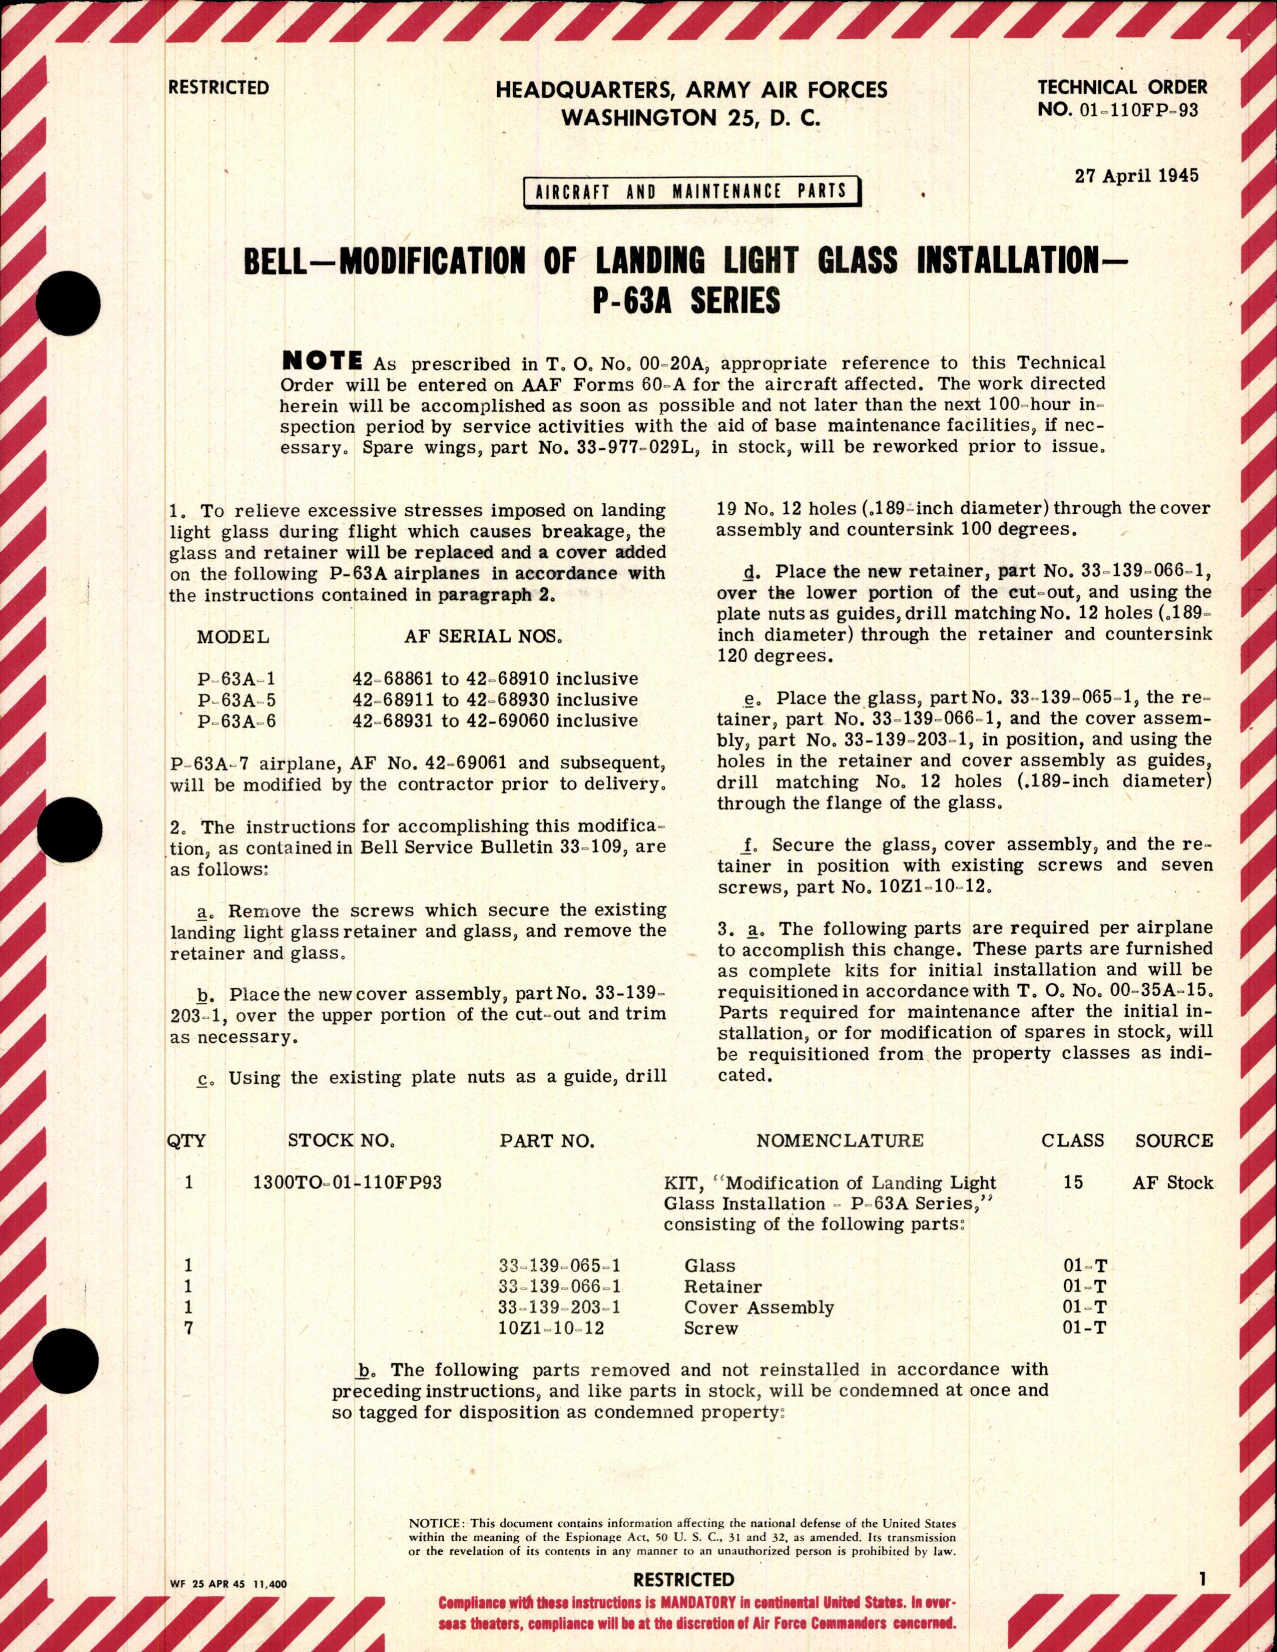 RESTRICTED
HEADQUARTERS, ARMY AIR FORCES
WASHINGTON 25, D. C.
TECHNICAL ORDER
NO. 01-110FP-93
27 April 1945
AIRCRAFT AND MAINTENANCE PARTS
BELL—MODIFICATION OF LANDING LIGHT GLASS INSTALLATION—
P-63A SERIES
NOTE As prescribed in T. O. No. 00-20A, appropriate reference to this Technical
Order will be entered on AAF Forms 60-A for the aircraft affected. The work directed
herein will be accomplished as soon as possible and not later than the next 100-hour in-
spection period by service activities with the aid of base maintenance facilities, if nec-
essary. Spare wings, part No. 33-977-029L, in stock, will be reworked prior to issue.
1. To relieve excessive stresses imposed on landing
light glass during flight which causes breakage, the
glass and retainer will be replaced and a cover added
on the following P-63A airplanes in accordance with
the instructions contained in paragraph 2.
MODEL AF SERIAL NOS.
P-63A-1 42-68861 to 42-68910 inclusive
P-63A-5 42-68911 to 42-68930 inclusive
P-63A-6 42-68931 to 42-69060 inclusive
P-63A-7 airplane, AF No. 42-69061 and subsequent,
will be modified by the contractor prior to delivery.
2. The instructions for accomplishing this modifica-
tion, as contained in Bell Service Bulletin 33-109, are
as follows:
a. Remove the screws which secure the existing
landing light glass retainer and glass, and remove the
retainer and glass.
b. Place the new cover assembly, part No. 33-139-
203-1, over the upper portion of the cut-out and trim
as necessary.
c. Using the existing plate nuts as a guide, drill
19 No. 12 holes (.189-inch diameter) through the cover
assembly and countersink 100 degrees.
d. Place the new retainer, part No. 33-139-066-1,
over the lower portion of the cut-out, and using the
plate nuts as guides, drill matching No. 12 holes (.189-
inch diameter) through the retainer and countersink
120 degrees.
e. Place the glass, part No. 33-139-065-1, the re-
tainer, part No. 33-139-066-1, and the cover assem-
bly, part No. 33-139-203-1, in position, and using the
holes in the retainer and cover assembly as guides,
drill matching No. 12 holes (.189-inch diameter)
through the flange of the glass.
f. Secure the glass, cover assembly, and the re-
tainer in position with existing screws and seven
screws, part No. 10Z1-10-12.
3. a. The following parts are required per airplane
to accomplish this change. These parts are furnished
as complete kits for initial installation and will be
requisitioned in accordance with T. O. No. 00-35A-15.
Parts required for maintenance after the initial in-
stallation, or for modification of spares in stock, will
be requisitioned from the property classes as indi-
cated.
QTY STOCK NO. PART NO. NOMENCLATURE CLASS SOURCE
1 1300TO-01-110FP93 KIT, "Modification of Landing Light 15 AF Stock
Glass Installation - P-63A Series,"
consisting of the following parts:
1 33-139-065-1 Glass 01-T
1 33-139-066-1 Retainer 01-T
1 33-139-203-1 Cover Assembly 01-T
7 10Z1-10-12 Screw 01-T
b. The following parts removed and not reinstalled in accordance with
preceding instructions, and like parts in stock, will be condemned at once and
so tagged for disposition as condemned property:
NOTICE: This document contains information affecting the national defense of the United States
within the meaning of the Espionage Act, 50 U. S. C., 31 and 32, as amended. Its transmission
or the revelation of its contents in any manner to an unauthorized person is prohibited by law.
WF 25 APR 45 11,400
RESTRICTED
1
Compliance with these instructions is MANDATORY in continental United States. In over-
seas theaters, compliance will be at the discretion of Air Force Commanders concerned.